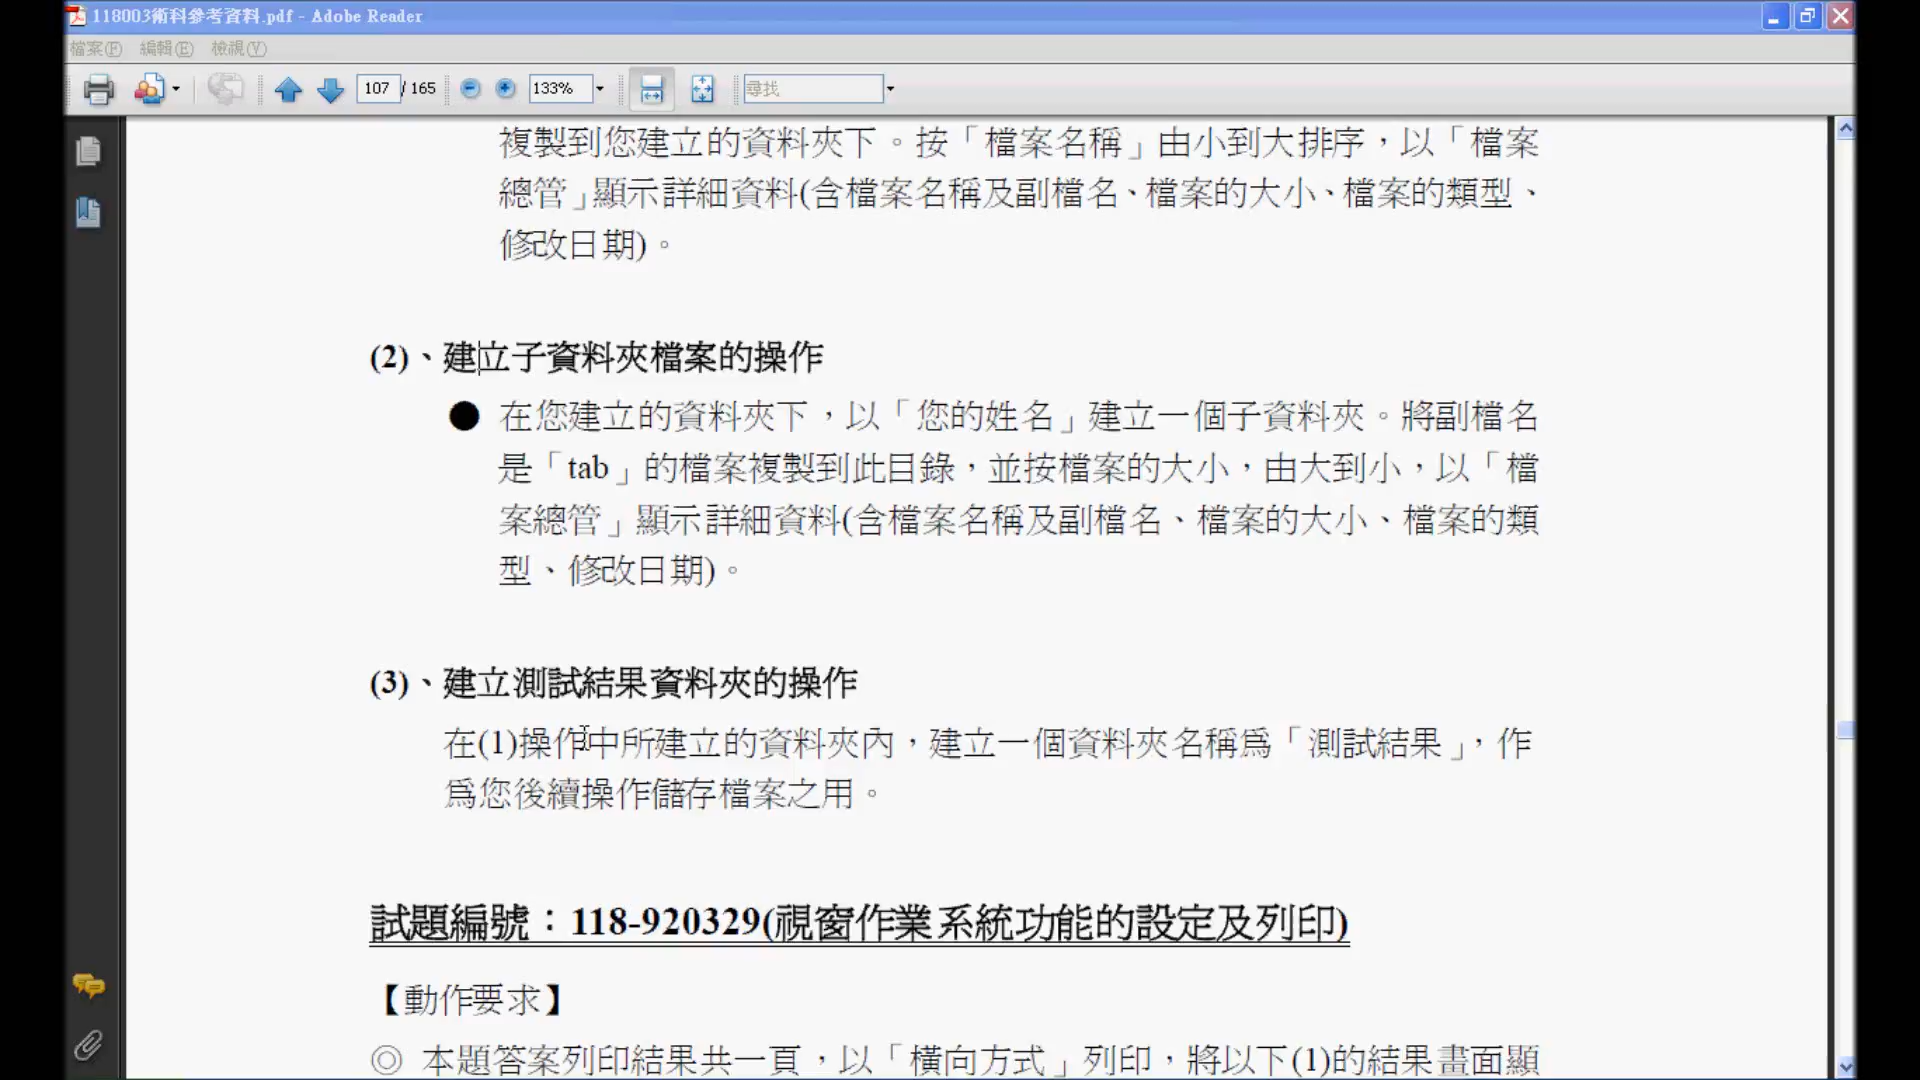 118003術科參考資料.pdf - Adobe Reader
檔案(F) 編輯(E) 檢視(V)
107 / 165 133% 尋找
複製到您建立的資料夾下。按「檔案名稱」由小到大排序，以「檔案
總管」顯示詳細資料(含檔案名稱及副檔名、檔案的大小、檔案的類型、
修改日期)。
(2)、建立子資料夾檔案的操作
● 在您建立的資料夾下，以「您的姓名」建立一個子資料夾。將副檔名
是「tab」的檔案複製到此目錄，並按檔案的大小，由大到小，以「檔
案總管」顯示詳細資料(含檔案名稱及副檔名、檔案的大小、檔案的類
型、修改日期)。
(3)、建立測試結果資料夾的操作
在(1)操作中所建立的資料夾內，建立一個資料夾名稱為「測試結果」，作
為您後續操作儲存檔案之用。
試題編號：118-920329(視窗作業系統功能的設定及列印)
【動作要求】
◎ 本題答案列印結果共一頁，以「橫向方式」列印，將以下(1)的結果畫面顯